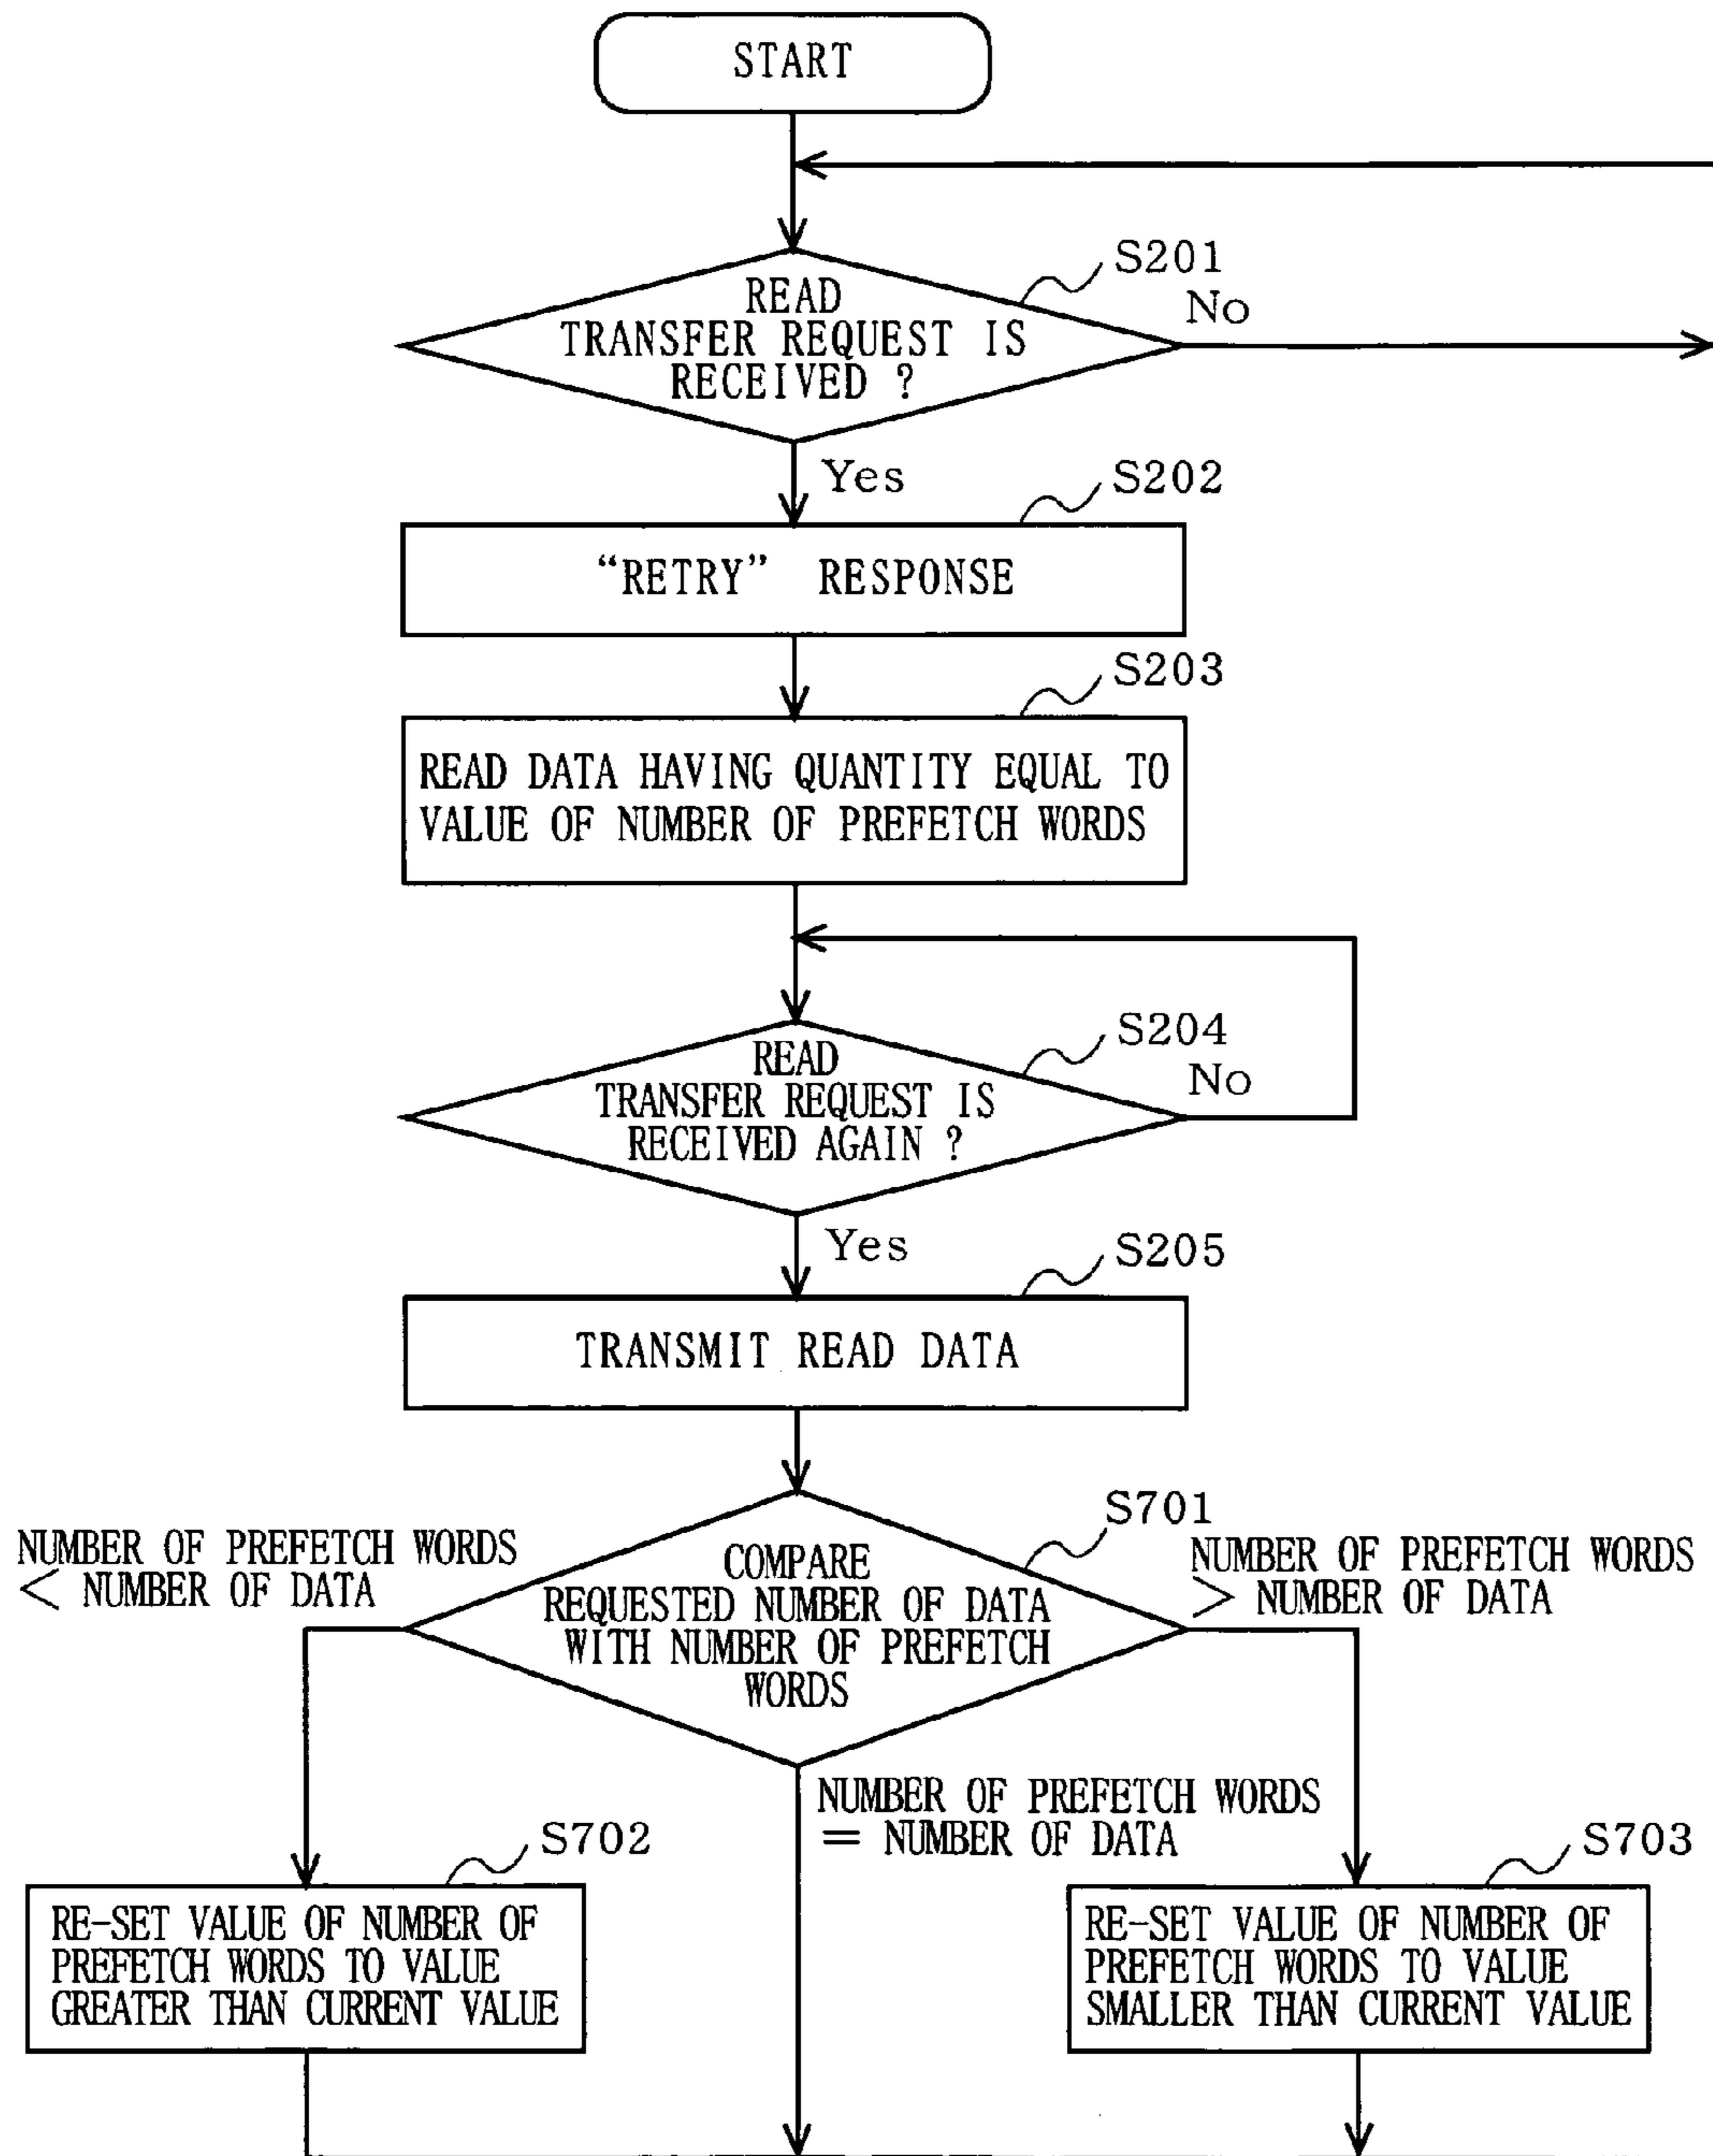 START
S201
READ
TRANSFER REQUEST IS
RECEIVED ?
No
Yes
S202
“RETRY” RESPONSE
S203
READ DATA HAVING QUANTITY EQUAL TO
VALUE OF NUMBER OF PREFETCH WORDS
S204
READ
TRANSFER REQUEST IS
RECEIVED AGAIN ?
No
Yes
S205
TRANSMIT READ DATA
S701
NUMBER OF PREFETCH WORDS
< NUMBER OF DATA
COMPARE
REQUESTED NUMBER OF DATA
WITH NUMBER OF PREFETCH
WORDS
NUMBER OF PREFETCH WORDS
> NUMBER OF DATA
NUMBER OF PREFETCH WORDS
= NUMBER OF DATA
S702
RE-SET VALUE OF NUMBER OF
PREFETCH WORDS TO VALUE
GREATER THAN CURRENT VALUE
S703
RE-SET VALUE OF NUMBER OF
PREFETCH WORDS TO VALUE
SMALLER THAN CURRENT VALUE